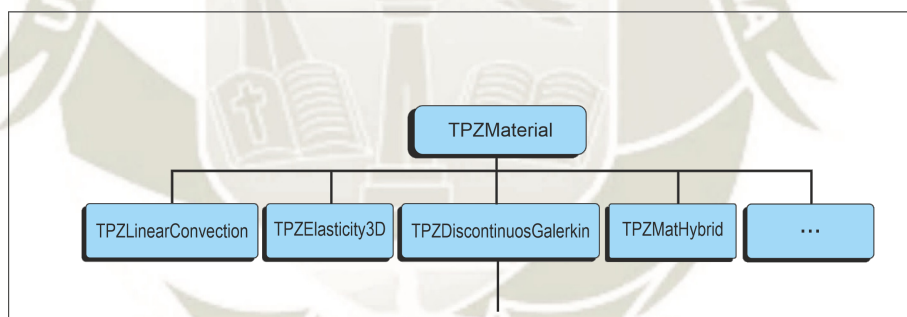 TPZMaterial
TPZLinearConvection
TPZElasticity3D
TPZDiscontinuosGalerkin
TPZMatHybrid
...